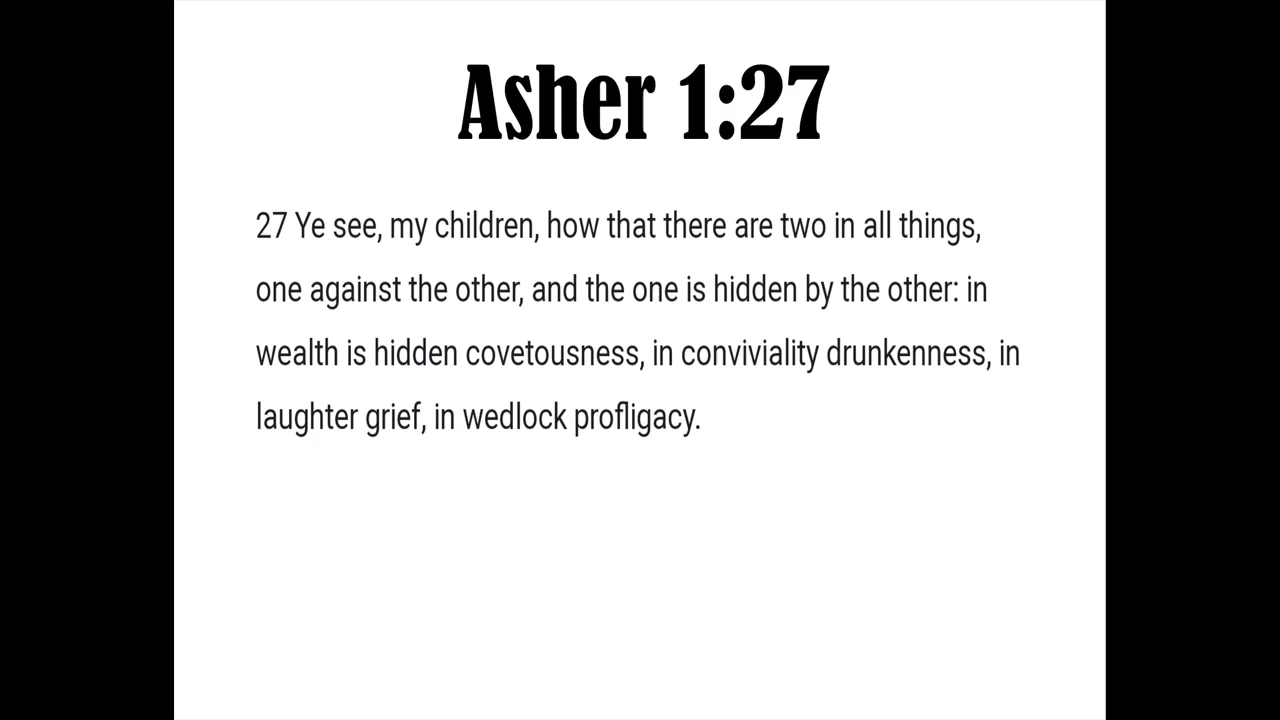 Asher 1:27
27 Ye see, my children, how that there are two in all things,
one against the other, and the one is hidden by the other: in
wealth is hidden covetousness, in conviviality drunkenness, in
laughter grief, in wedlock profligacy.